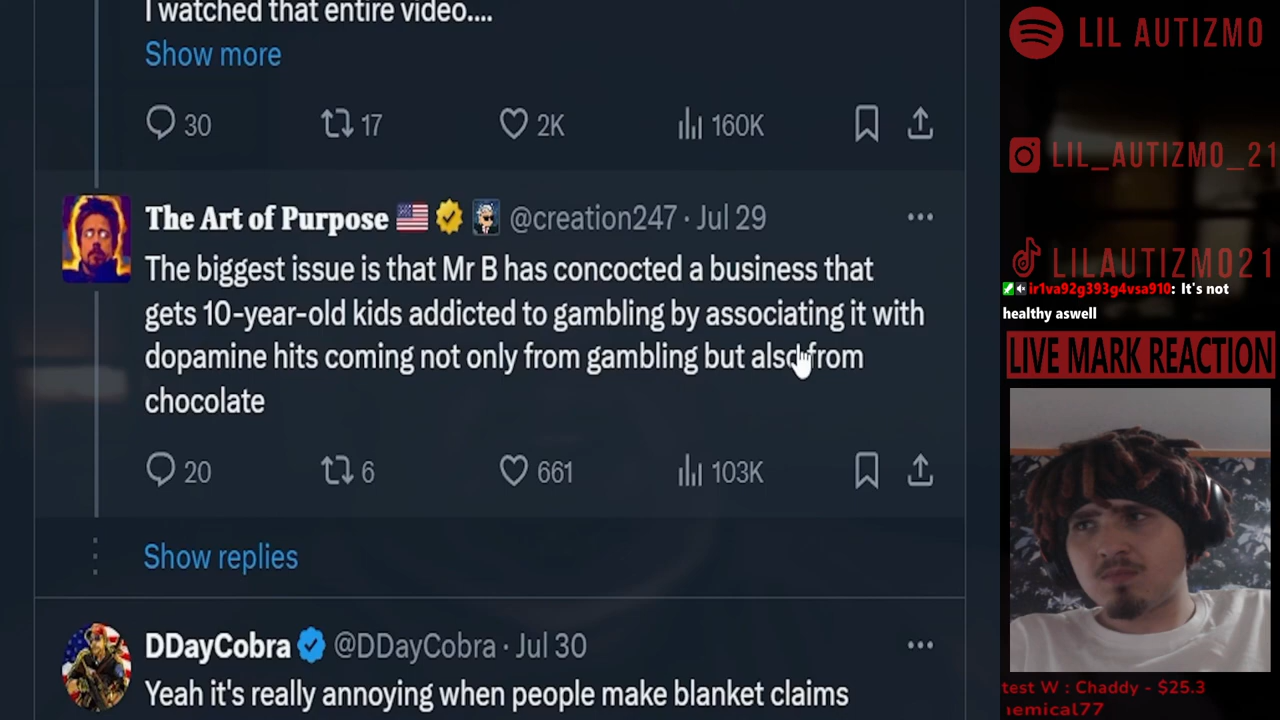 I watched that entire video....
Show more
30 17 2K 160K
The Art of Purpose @creation247 · Jul 29
The biggest issue is that Mr B has concocted a business that
gets 10-year-old kids addicted to gambling by associating it with
dopamine hits coming not only from gambling but also from
chocolate
20 6 661 103K
Show replies
DDayCobra @DDayCobra · Jul 30
Yeah it's really annoying when people make blanket claims
LIL AUTIZMO
LIL_AUTIZMO_21
LILAUTIZMO21
ir1va92g393g4vsa910: It's not
healthy aswell
LIVE MARK REACTION
test W : Chaddy - $25.3
hemical77